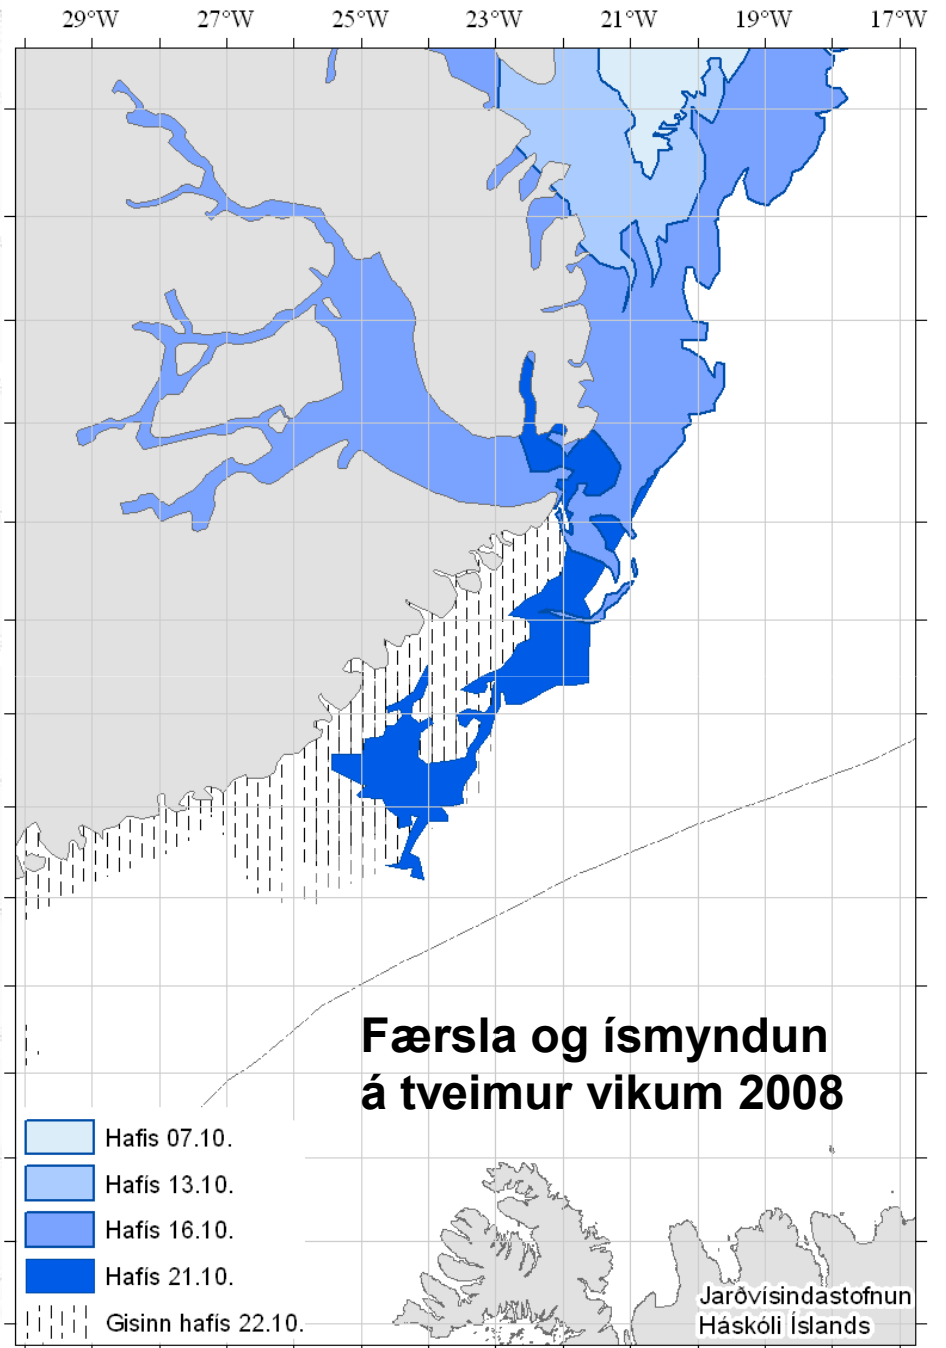 29°W 27°W 25°W 23°W 21°W 19°W 17°W
Færsla og ísmyndun
á tveimur vikum 2008
Hafís 07.10.
Hafís 13.10.
Hafís 16.10.
Hafís 21.10.
Gisinn hafís 22.10.
Jarðvísindastofnun
Háskóli Íslands